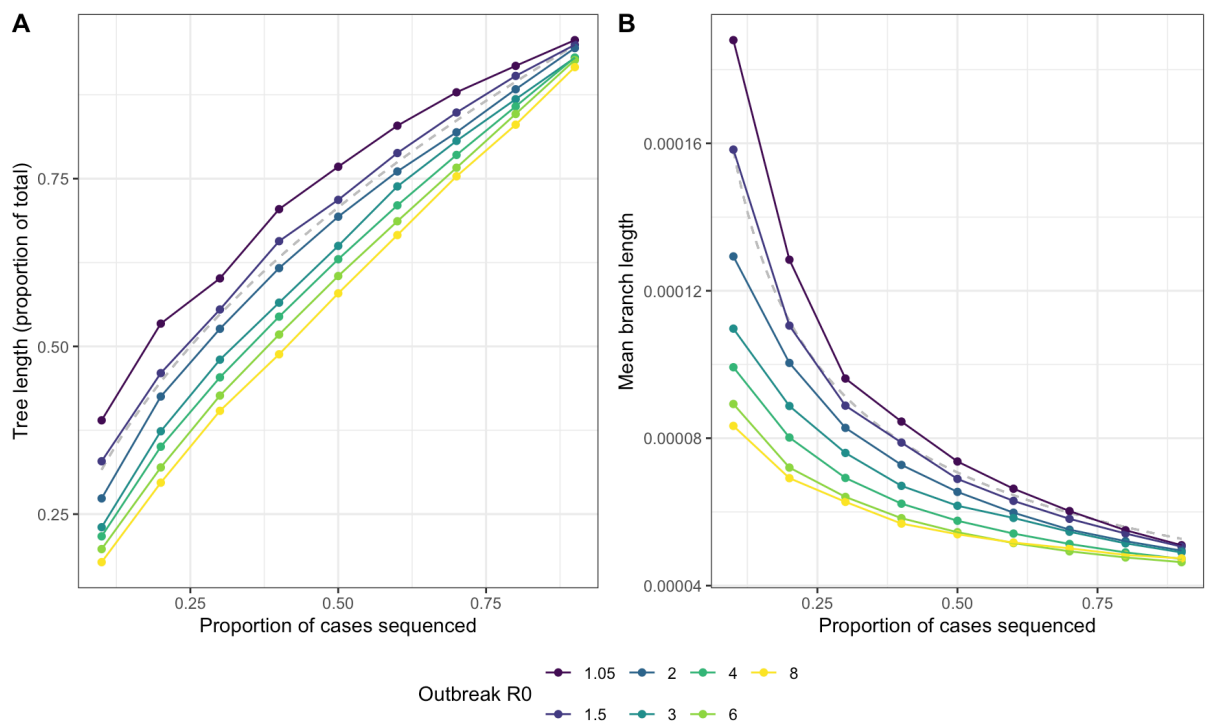 A
B
Tree length (proportion of total)
0.75
0.50
0.25
0.25 0.50 0.75
Proportion of cases sequenced
Mean branch length
0.00016
0.00012
0.00008
0.00004
0.25 0.50 0.75
Proportion of cases sequenced
Outbreak R0
1.05 2 4 8
1.5 3 6